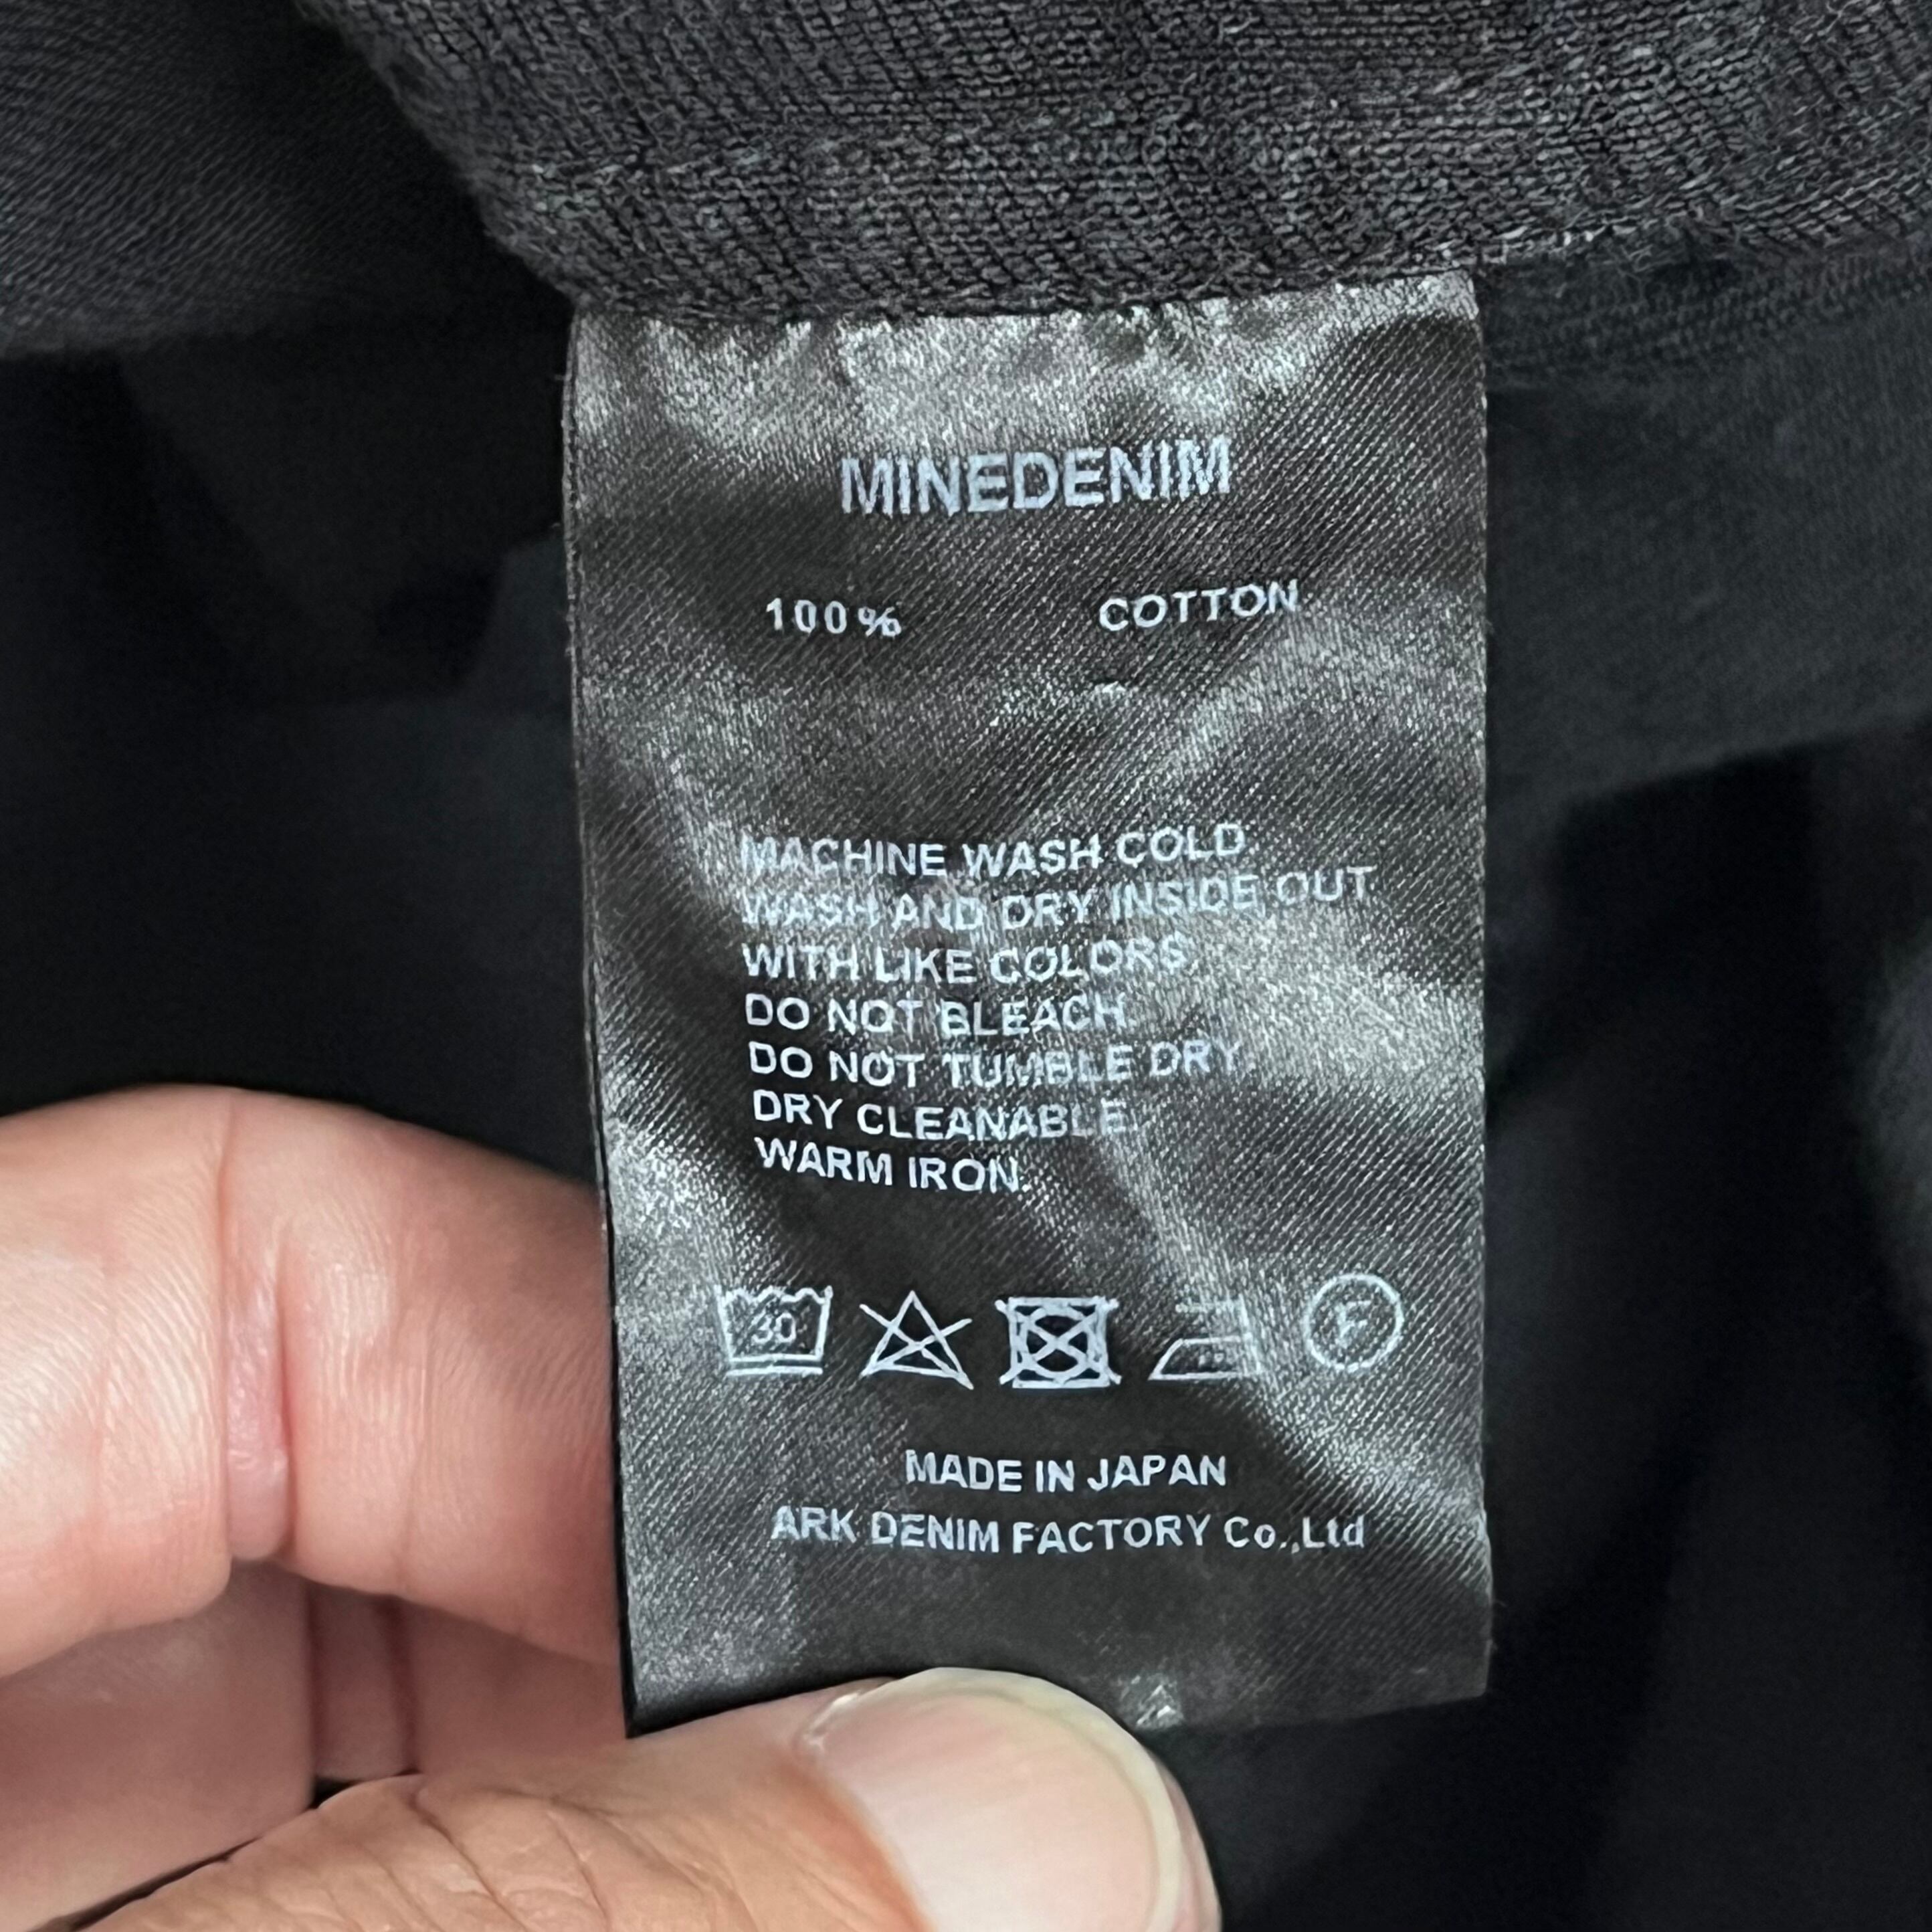 MINEDENIM
100% COTTON
MACHINE WASH COLD
WASH AND DRY INSIDE OUT
WITH LIKE COLORS
DO NOT BLEACH
DO NOT TUMBLE DRY.
DRY CLEANABLE.
WARM IRON.
30 F
MADE IN JAPAN
ARK DENIM FACTORY Co.,Ltd